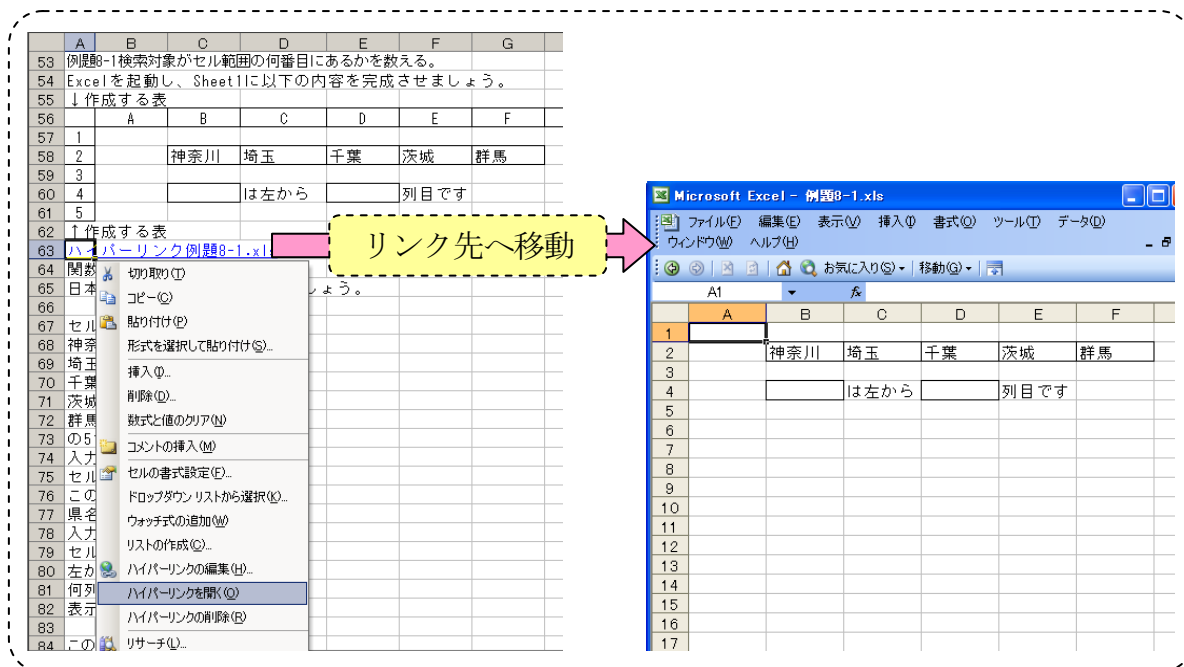 A B C D E F G
53 例題8-1検索対象がセル範囲の何番目にあるかを数える。
54 Excelを起動し、Sheet1に以下の内容を完成させましょう。
55 ↓作成する表
56 A B C D E F
57 1
58 2 神奈川 埼玉 千葉 茨城 群馬
59 3
60 4 は左から 列目です
61 5
62 ↑作成する表
63 ハイパーリンク例題8-1.xl
64 関数
65 日本 ょう。
66
67 セル
68 神奈
69 埼玉
70 千葉
71 茨城
72 群馬
73 の5
74 入力
75 セル
76 この
77 県名
78 入力
79 セル
80 左か
81 何列
82 表示
83
84 この
切り取り(T)
コピー(C)
貼り付け(P)
形式を選択して貼り付け(S)...
挿入(I)...
削除(D)...
数式と値のクリア(N)
コメントの挿入(M)
セルの書式設定(F)...
ドロップダウン リストから選択(K)...
ウォッチ式の追加(W)
リストの作成(C)...
ハイパーリンクの編集(H)...
ハイパーリンクを開く(O)
ハイパーリンクの削除(R)
リサーチ(L)...
リンク先へ移動
Microsoft Excel - 例題8-1.xls
ファイル(F) 編集(E) 表示(V) 挿入(I) 書式(O) ツール(T) データ(D)
ウィンドウ(W) ヘルプ(H)
お気に入り(S) 移動(G)
A1 fx
A B C D E F
1
2 神奈川 埼玉 千葉 茨城 群馬
3
4 は左から 列目です
5
6
7
8
9
10
11
12
13
14
15
16
17